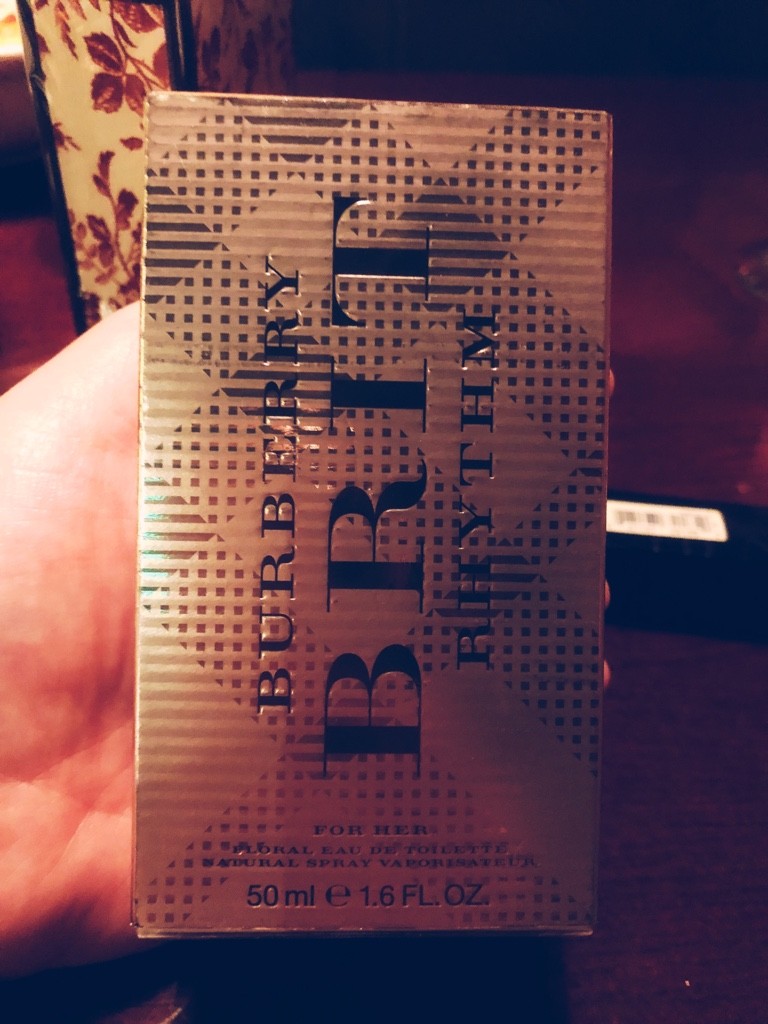 BURBERRY
BRIT
RHYTHM
FOR HER
FLORAL EAU DE TOILETTE
NATURAL SPRAY VAPORISATEUR
50 ml ℮ 1.6 FL. OZ.